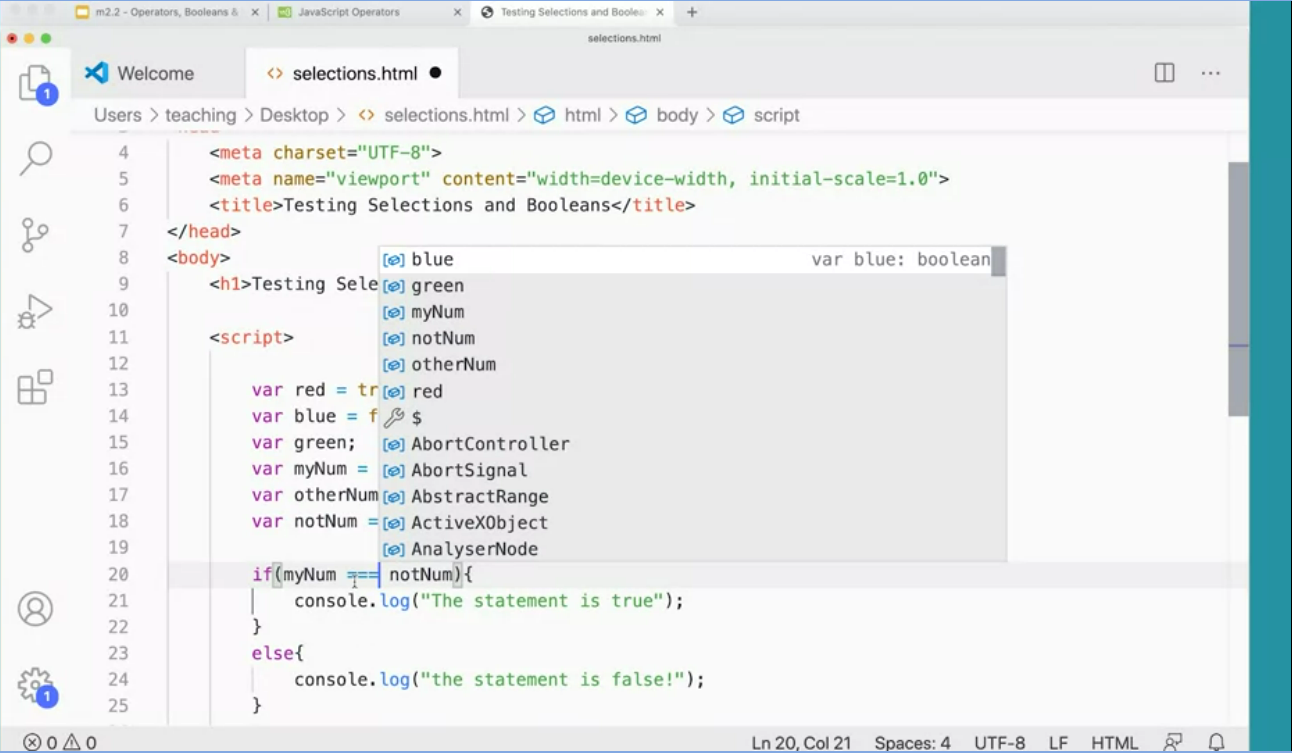 m2.2 - Operators, Booleans &
JavaScript Operators
Testing Selections and Boolea
selections.html
Welcome
selections.html
Users > teaching > Desktop > selections.html > html > body > script
4 <meta charset="UTF-8">
5 <meta name="viewport" content="width=device-width, initial-scale=1.0">
6 <title>Testing Selections and Booleans</title>
7 </head>
8 <body>
9 <h1>Testing Sele
10
11 <script>
12
13 var red = tr
14 var blue = f
15 var green;
16 var myNum =
17 var otherNum
18 var notNum =
19
20 if(myNum === notNum){
21 console.log("The statement is true");
22 }
23 else{
24 console.log("the statement is false!");
25 }
blue var blue: boolean
green
myNum
notNum
otherNum
red
$
AbortController
AbortSignal
AbstractRange
ActiveXObject
AnalyserNode
1
1
0 0 Ln 20, Col 21 Spaces: 4 UTF-8 LF HTML